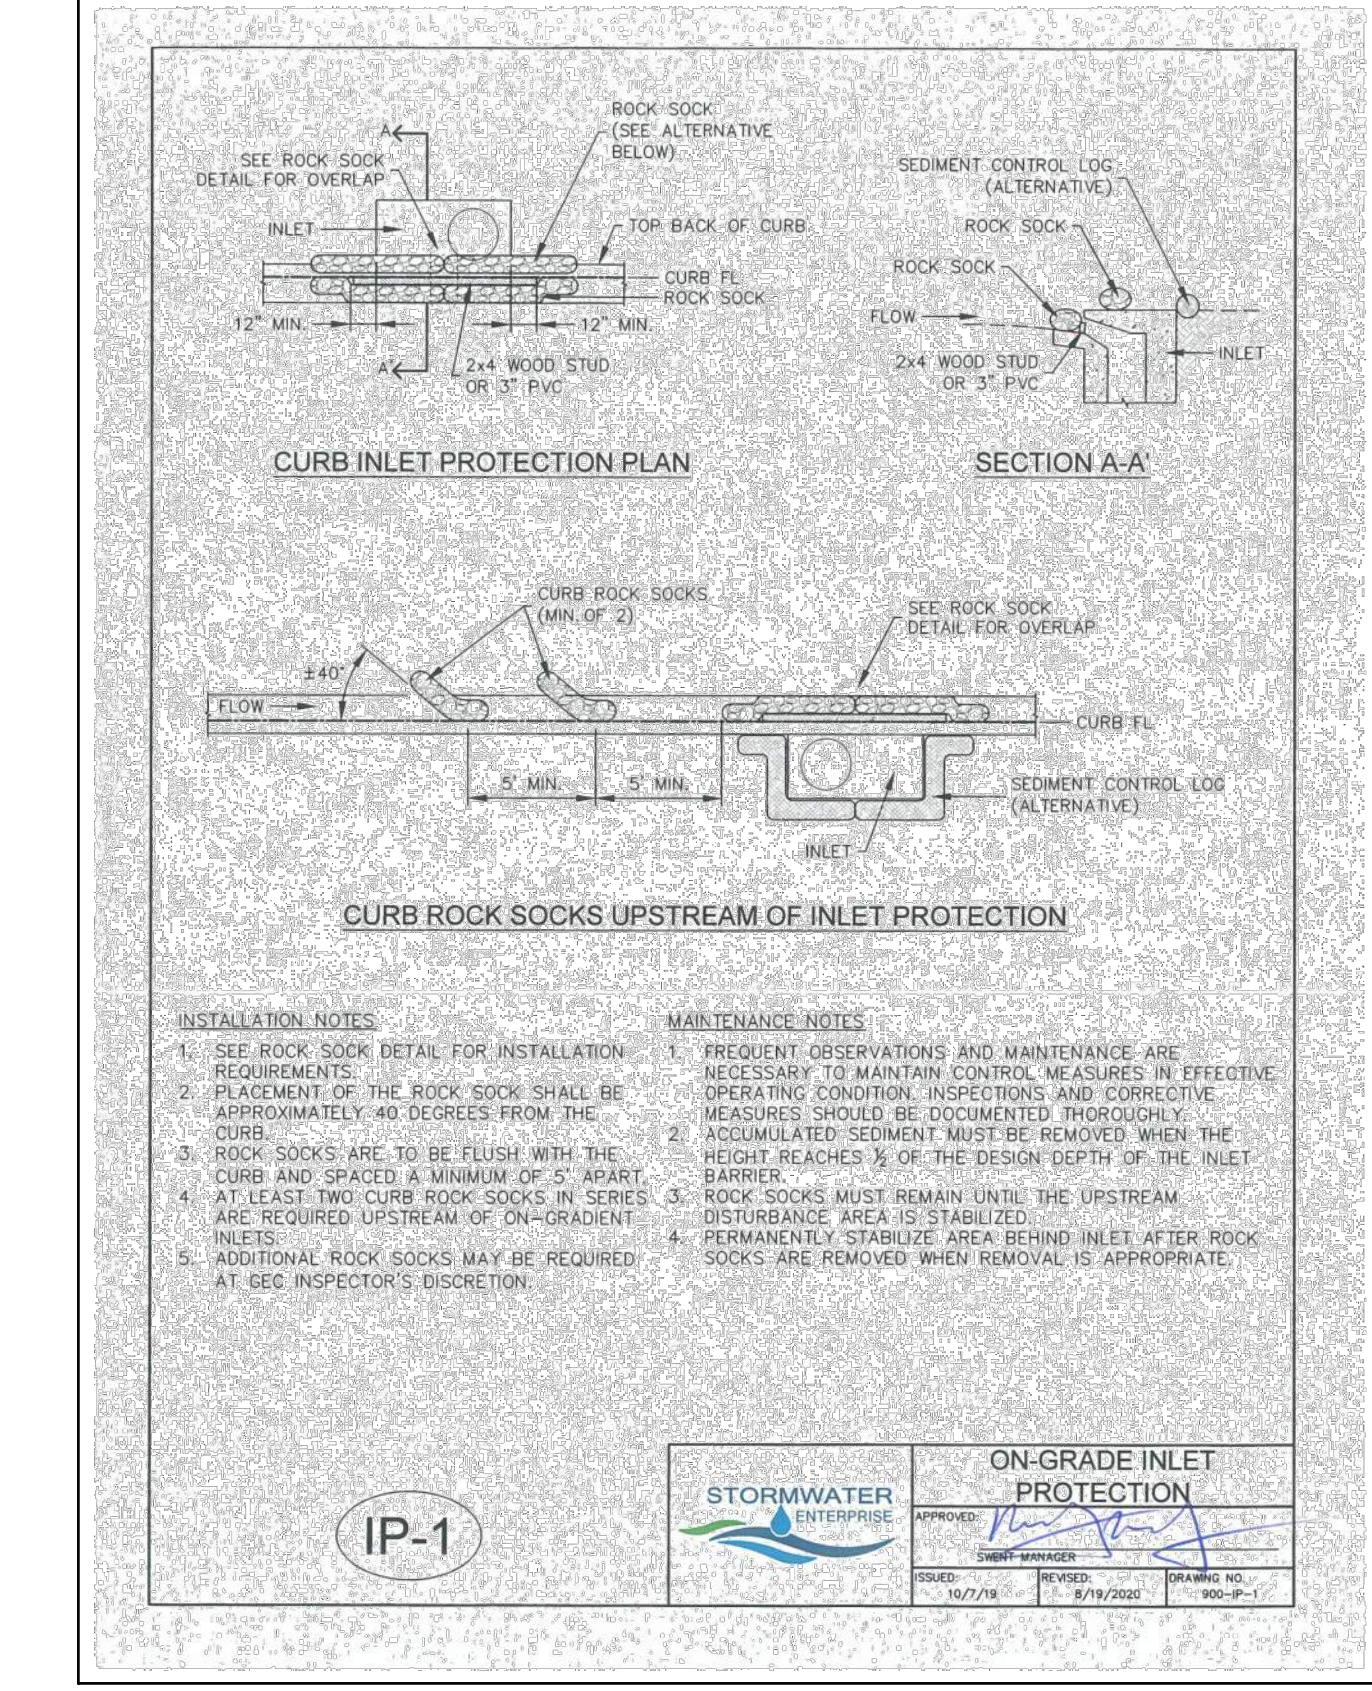 A
ROCK SOCK
(SEE ALTERNATIVE
BELOW)
SEE ROCK SOCK
DETAIL FOR OVERLAP
INLET
TOP BACK OF CURB
CURB FL
ROCK SOCK
12" MIN.
12" MIN.
A'
2x4 WOOD STUD
OR 3" PVC
CURB INLET PROTECTION PLAN
SEDIMENT CONTROL LOG
(ALTERNATIVE)
ROCK SOCK
ROCK SOCK
FLOW
2x4 WOOD STUD
OR 3" PVC
INLET
SECTION A-A'
CURB ROCK SOCKS
(MIN. OF 2)
SEE ROCK SOCK
DETAIL FOR OVERLAP
±40°
FLOW
CURB FL
5' MIN.
5' MIN.
SEDIMENT CONTROL LOG
(ALTERNATIVE)
INLET
CURB ROCK SOCKS UPSTREAM OF INLET PROTECTION
INSTALLATION NOTES
1. SEE ROCK SOCK DETAIL FOR INSTALLATION
REQUIREMENTS.
2. PLACEMENT OF THE ROCK SOCK SHALL BE
APPROXIMATELY 40 DEGREES FROM THE
CURB.
3. ROCK SOCKS ARE TO BE FLUSH WITH THE
CURB AND SPACED A MINIMUM OF 5' APART.
4. AT LEAST TWO CURB ROCK SOCKS IN SERIES
ARE REQUIRED UPSTREAM OF ON-GRADIENT
INLETS.
5. ADDITIONAL ROCK SOCKS MAY BE REQUIRED
AT GEC INSPECTOR'S DISCRETION.
MAINTENANCE NOTES
1. FREQUENT OBSERVATIONS AND MAINTENANCE ARE
NECESSARY TO MAINTAIN CONTROL MEASURES IN EFFECTIVE
OPERATING CONDITION. INSPECTIONS AND CORRECTIVE
MEASURES SHOULD BE DOCUMENTED THOROUGHLY.
2. ACCUMULATED SEDIMENT MUST BE REMOVED WHEN THE
HEIGHT REACHES ½ OF THE DESIGN DEPTH OF THE INLET
BARRIER.
3. ROCK SOCKS MUST REMAIN UNTIL THE UPSTREAM
DISTURBANCE AREA IS STABILIZED.
4. PERMANENTLY STABILIZE AREA BEHIND INLET AFTER ROCK
SOCKS ARE REMOVED WHEN REMOVAL IS APPROPRIATE.
IP-1
STORMWATER
ENTERPRISE
ON-GRADE INLET
PROTECTION
APPROVED:
SWENT MANAGER
ISSUED:
10/7/19
REVISED:
8/19/2020
DRAWING NO.
900-IP-1